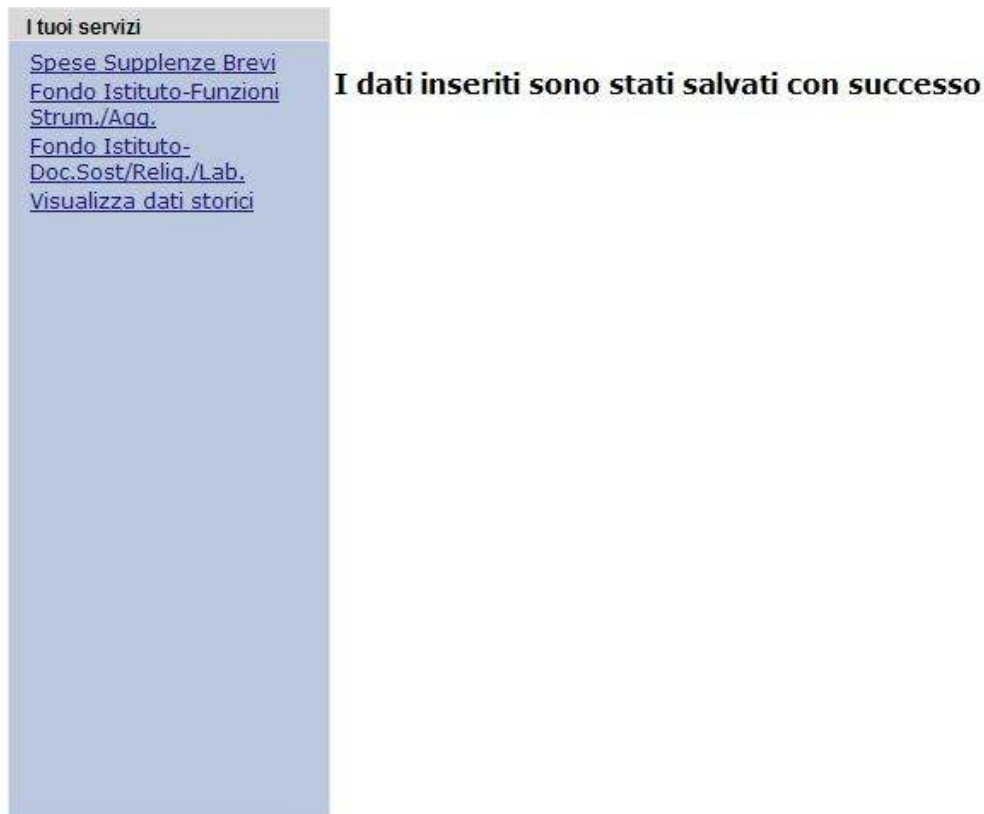 I tuoi servizi
Spese Supplenze Brevi
Fondo Istituto-Funzioni
Strum./Agg.
Fondo Istituto-
Doc.Sost/Relig./Lab.
Visualizza dati storici
I dati inseriti sono stati salvati con successo